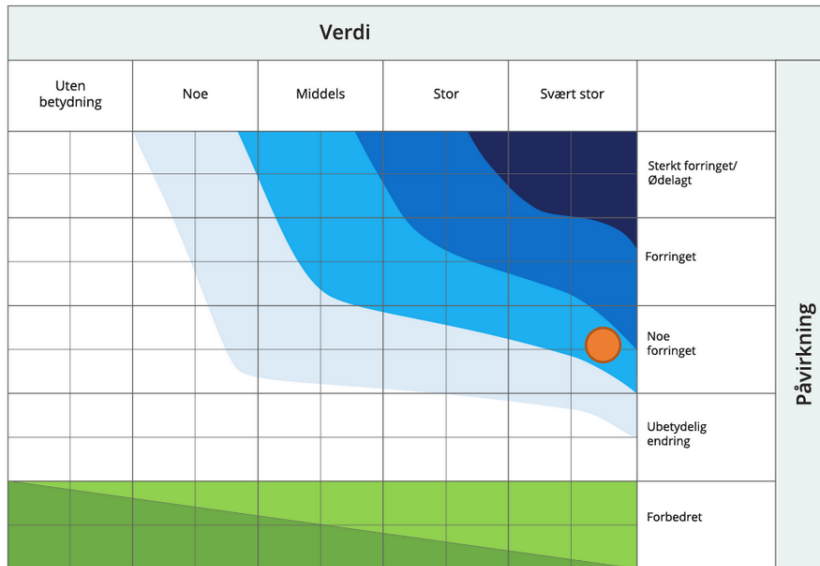 Verdi
Uten
betydning
Noe
Middels
Stor
Svært stor
Sterkt forringet/
Ødelagt
Forringet
Noe
forringet
Ubetydelig
endring
Forbedret
Påvirkning